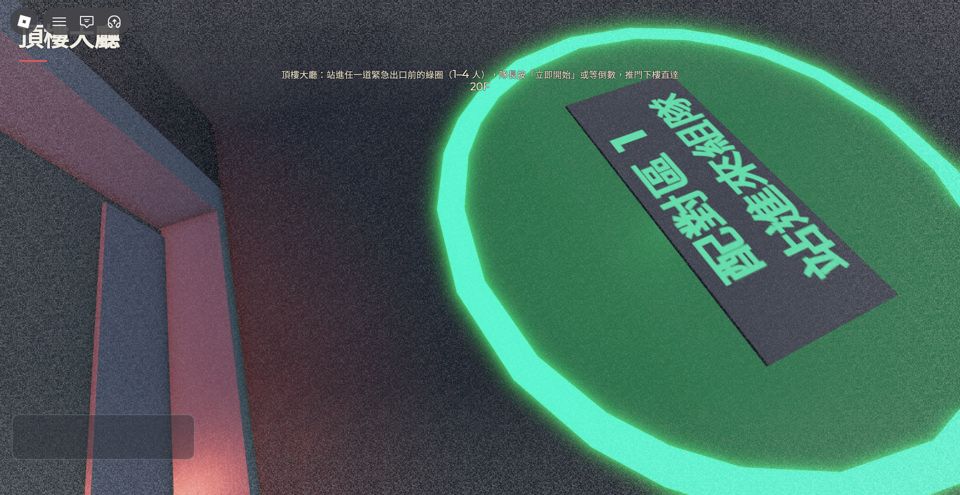 頂樓大廳
頂樓大廳：站進任一道緊急出口前的綠圈（1–4 人），隊長按「立即開始」或等倒數，推門下樓直達
20F
配對區 1
站進來組隊